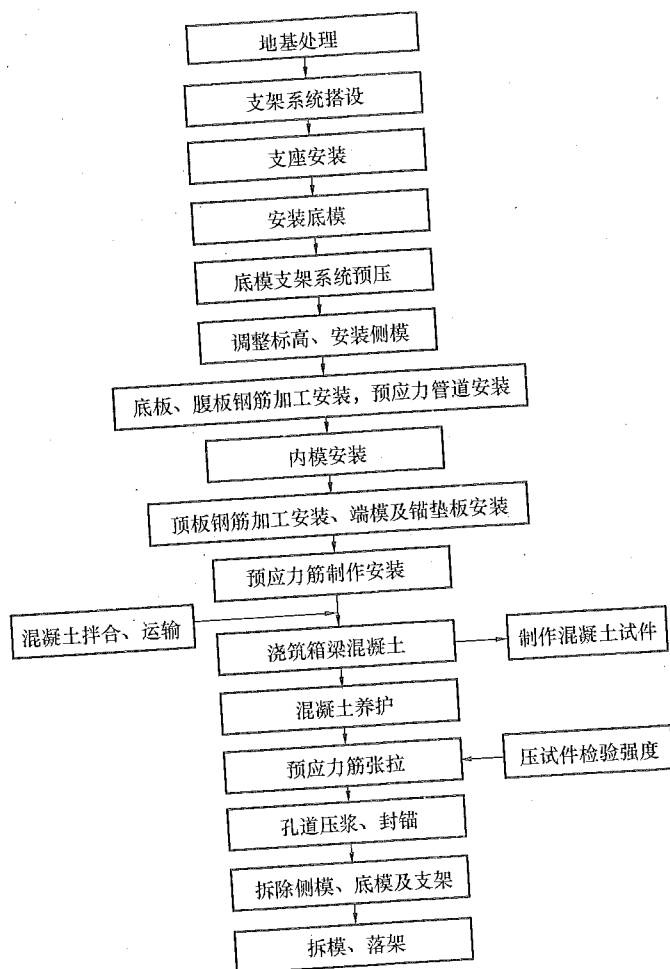 地基处理
支架系统搭设
支座安装
安装底模
底模支架系统预压
调整标高、安装侧模
底板、腹板钢筋加工安装，预应力管道安装
内模安装
顶板钢筋加工安装、端模及锚垫板安装
预应力筋制作安装
混凝土拌合、运输
浇筑箱梁混凝土
制作混凝土试件
混凝土养护
预应力筋张拉
压试件检验强度
孔道压浆、封锚
拆除侧模、底模及支架
拆模、落架